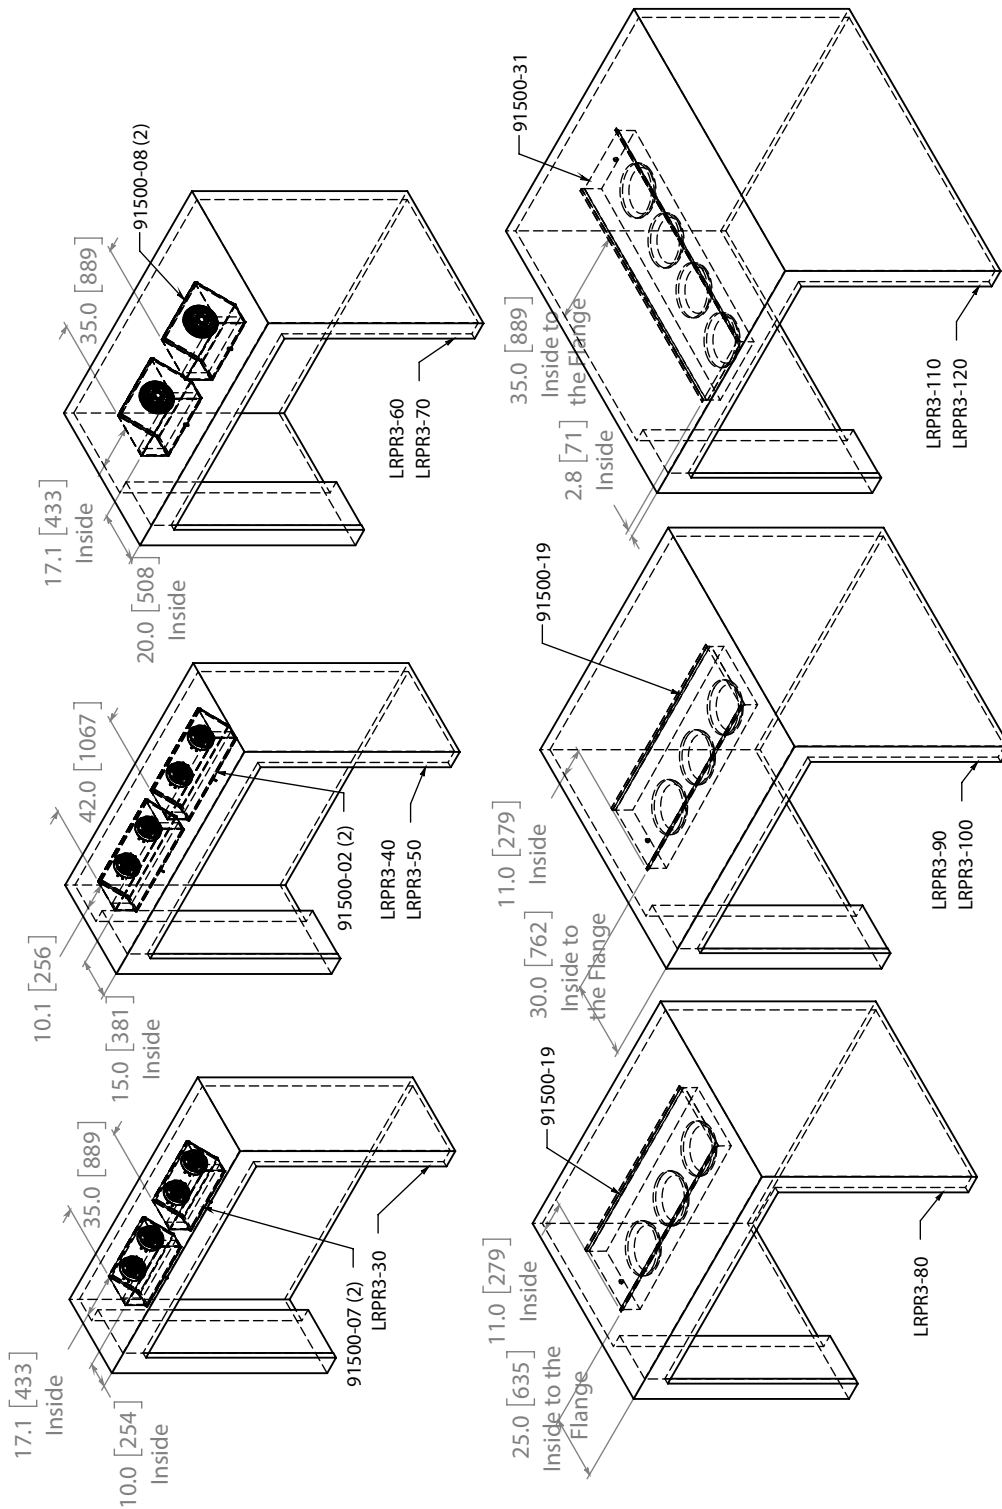 17.1 [433]
Inside
35.0 [889]
10.0 [254]
Inside
91500-07 (2)
LRPR3-30
10.1 [256]
42.0 [1067]
15.0 [381]
Inside
91500-02 (2)
LRPR3-40
LRPR3-50
17.1 [433]
Inside
35.0 [889]
20.0 [508]
Inside
91500-08 (2)
LRPR3-60
LRPR3-70
11.0 [279]
Inside
25.0 [635]
Inside to the
Flange
91500-19
LRPR3-80
11.0 [279]
Inside
30.0 [762]
Inside to
the Flange
91500-19
LRPR3-90
LRPR3-100
35.0 [889]
Inside to
the Flange
2.8 [71]
Inside
91500-31
LRPR3-110
LRPR3-120